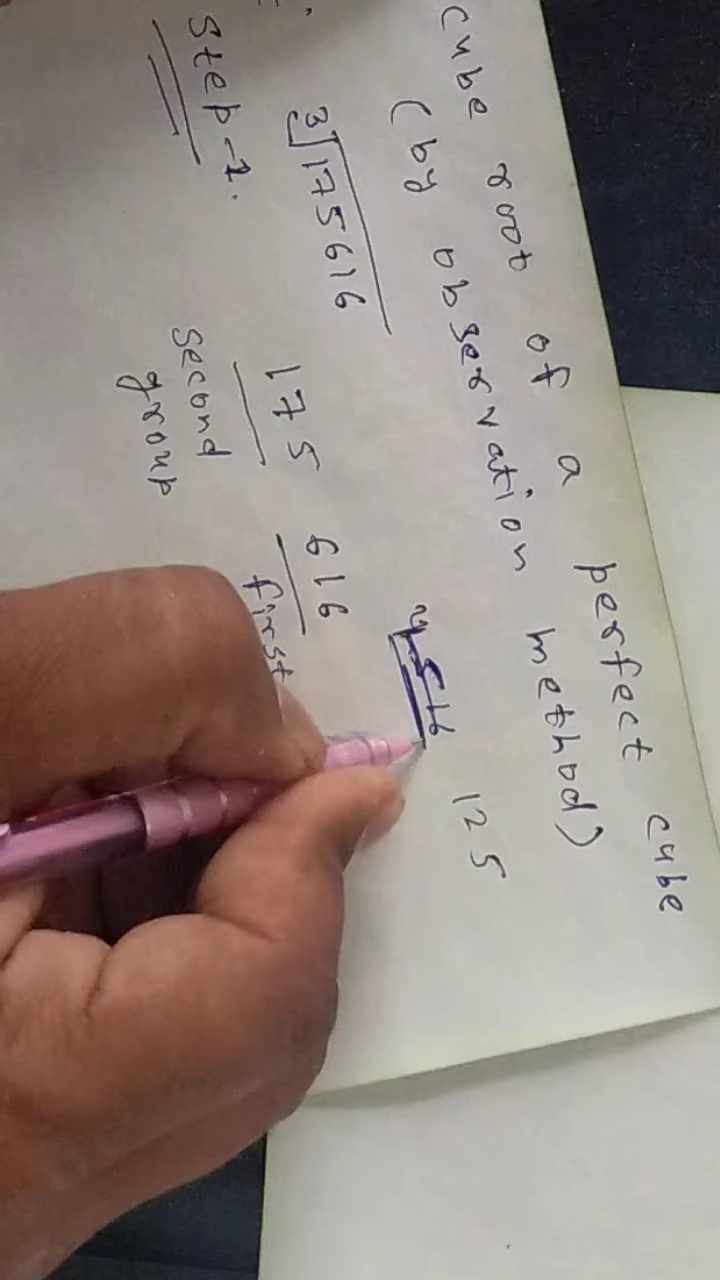 cube root of a perfect cube
(by observation method)
125
3√175616
175 616
second first
group
Step-1.